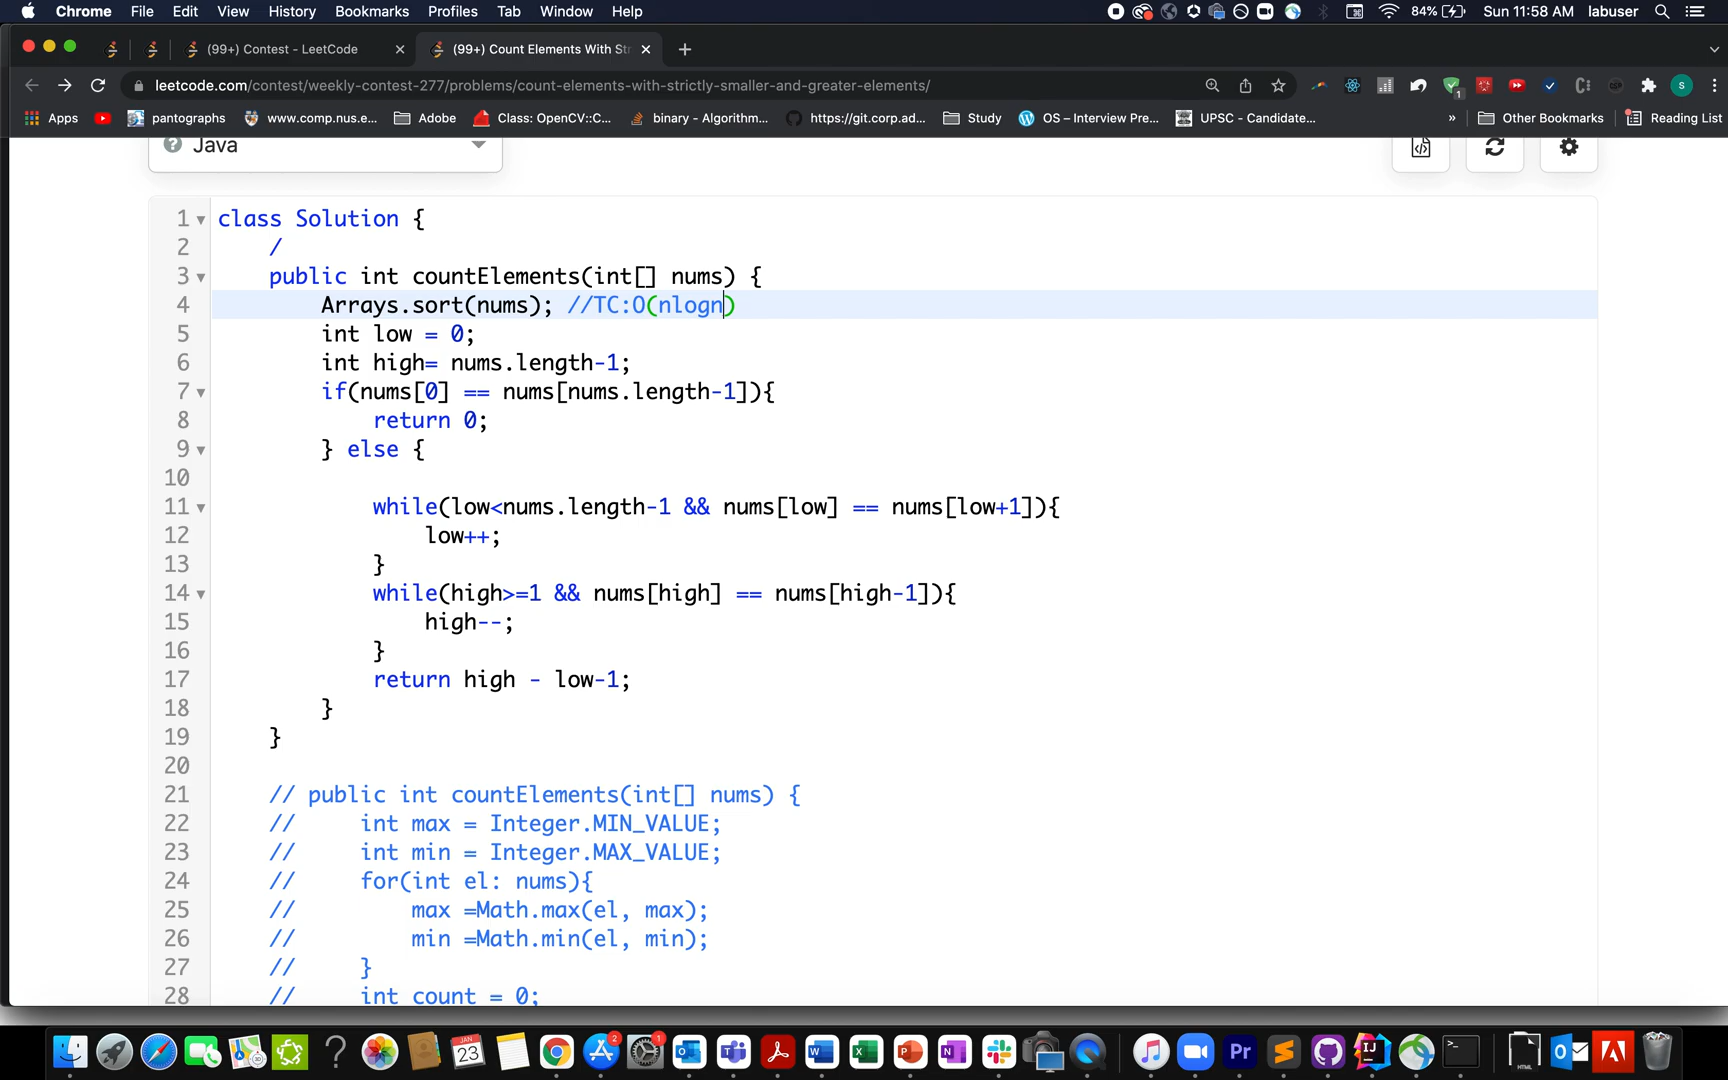 Chrome File Edit View History Bookmarks Profiles Tab Window Help 84% Sun 11:58 AM labuser
(99+) Contest - LeetCode (99+) Count Elements With Str
leetcode.com/contest/weekly-contest-277/problems/count-elements-with-strictly-smaller-and-greater-elements/
Apps pantographs www.comp.nus.e... Adobe Class: OpenCV::C... binary - Algorithm... https://git.corp.ad... Study OS – Interview Pre... UPSC - Candidate... » Other Bookmarks Reading List
Java
1 class Solution {
2 /
3 public int countElements(int[] nums) {
4 Arrays.sort(nums); //TC:O(nlogn)
5 int low = 0;
6 int high= nums.length-1;
7 if(nums[0] == nums[nums.length-1]){
8 return 0;
9 } else {
10
11 while(low<nums.length-1 && nums[low] == nums[low+1]){
12 low++;
13 }
14 while(high>=1 && nums[high] == nums[high-1]){
15 high--;
16 }
17 return high - low-1;
18 }
19 }
20
21 // public int countElements(int[] nums) {
22 // int max = Integer.MIN_VALUE;
23 // int min = Integer.MAX_VALUE;
24 // for(int el: nums){
25 // max =Math.max(el, max);
26 // min =Math.min(el, min);
27 // }
28 // int count = 0;